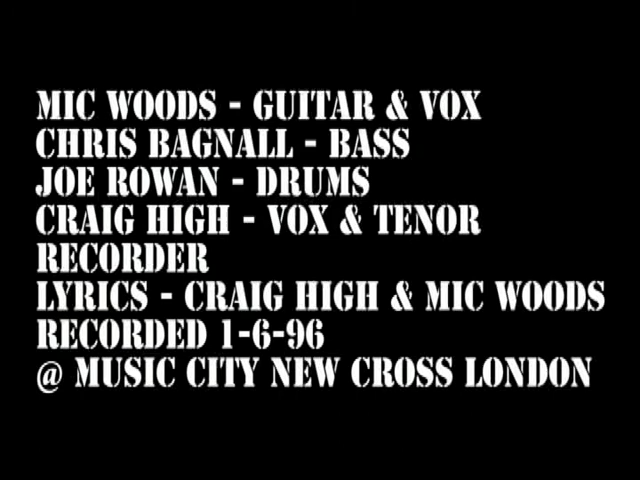 MIC WOODS - GUITAR & VOX
CHRIS BAGNALL - BASS
JOE ROWAN - DRUMS
CRAIG HIGH - VOX & TENOR
RECORDER
LYRICS - CRAIG HIGH & MIC WOODS
RECORDED 1-6-96
@ MUSIC CITY NEW CROSS LONDON